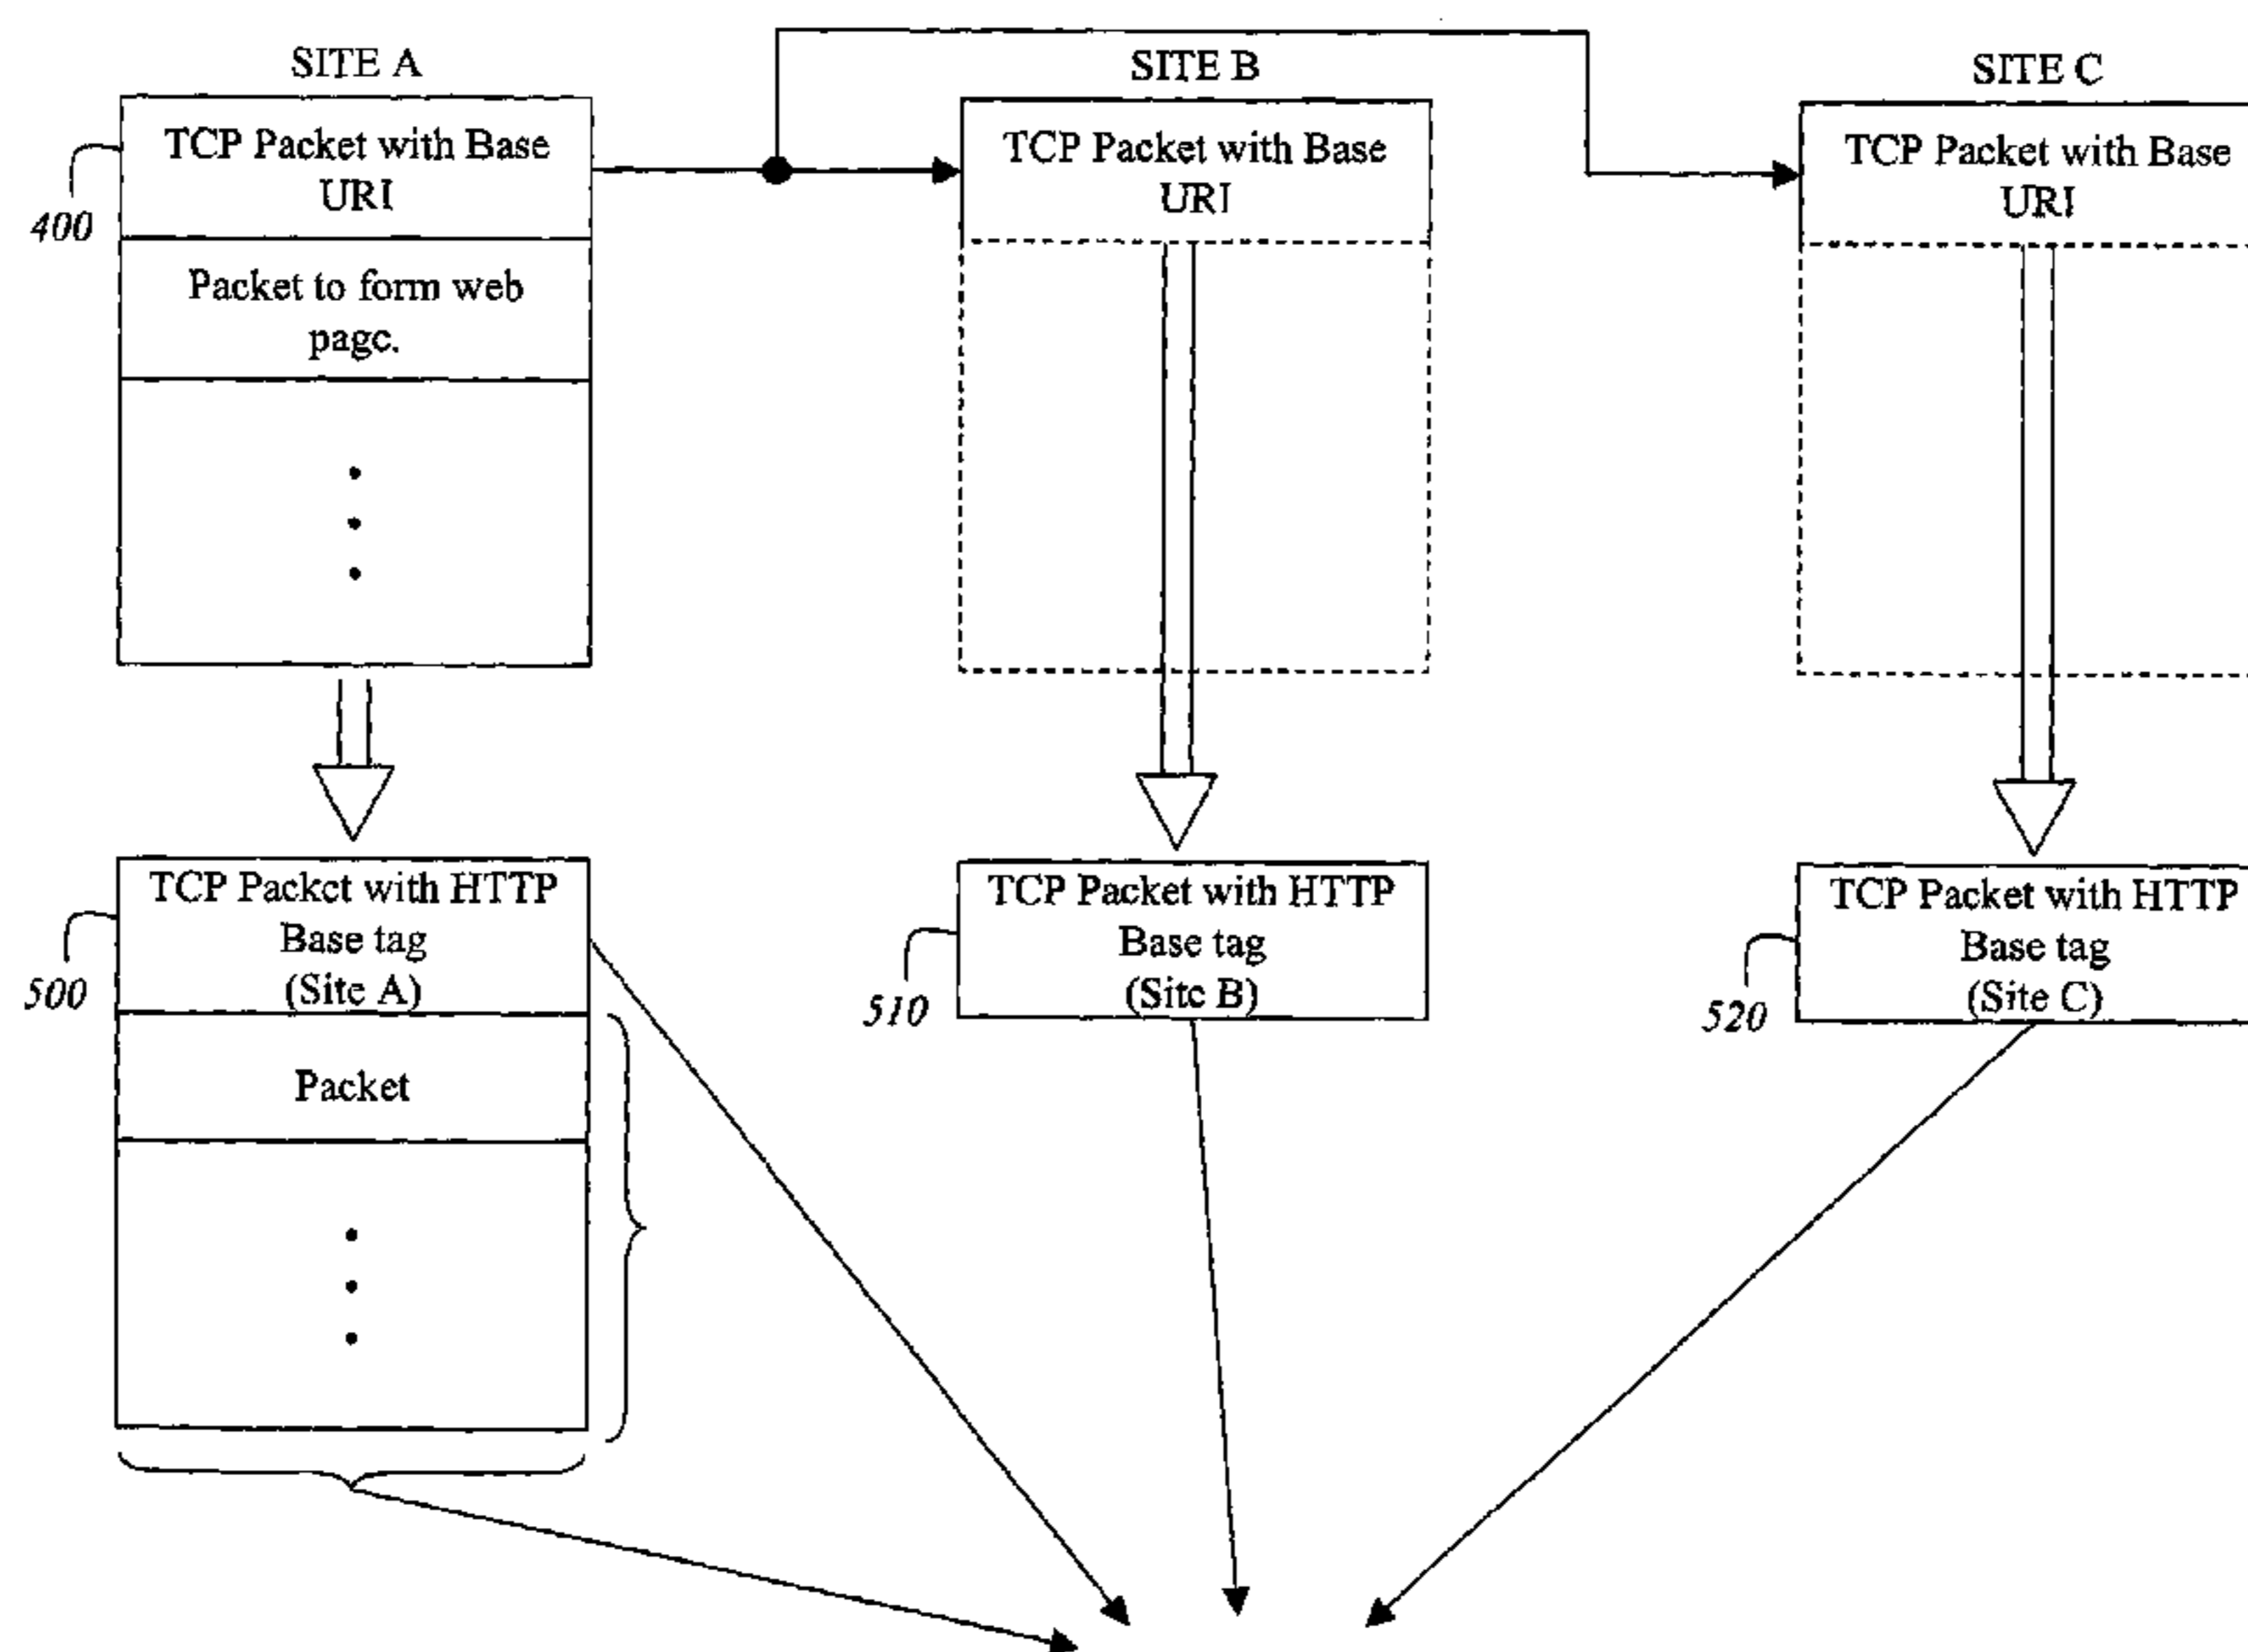 SITE A
SITE B
SITE C
TCP Packet with Base
URI
400
Packet to form web
page.
TCP Packet with Base
URI
TCP Packet with Base
URI
TCP Packet with HTTP
Base tag
(Site A)
500
Packet
TCP Packet with HTTP
Base tag
(Site B)
510
TCP Packet with HTTP
Base tag
(Site C)
520